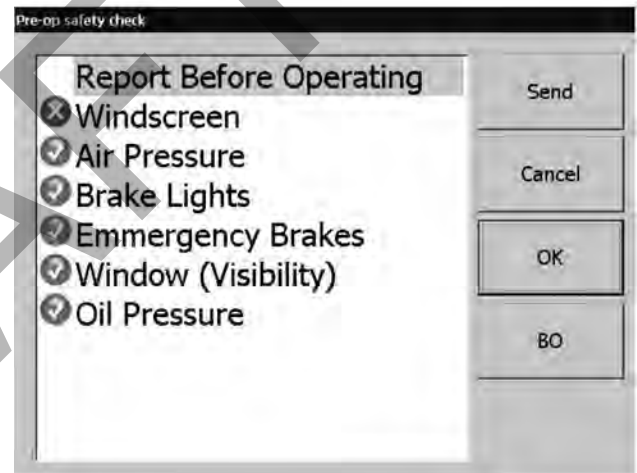 Pre-op safety check
Report Before Operating
Windscreen
Air Pressure
Brake Lights
Emmergency Brakes
Window (Visibility)
Oil Pressure
Send
Cancel
OK
BO